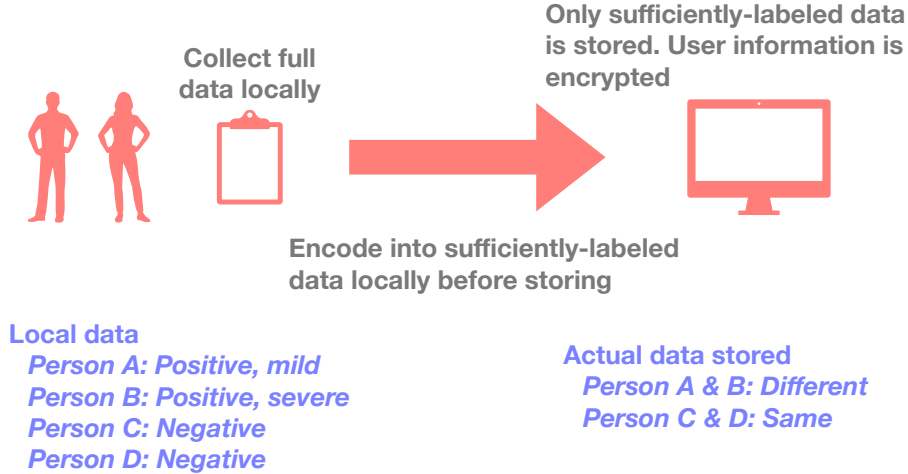 Collect full
data locally
Only sufficiently-labeled data
is stored. User information is
encrypted
Encode into sufficiently-labeled
data locally before storing
Local data
Person A: Positive, mild
Person B: Positive, severe
Person C: Negative
Person D: Negative
Actual data stored
Person A & B: Different
Person C & D: Same